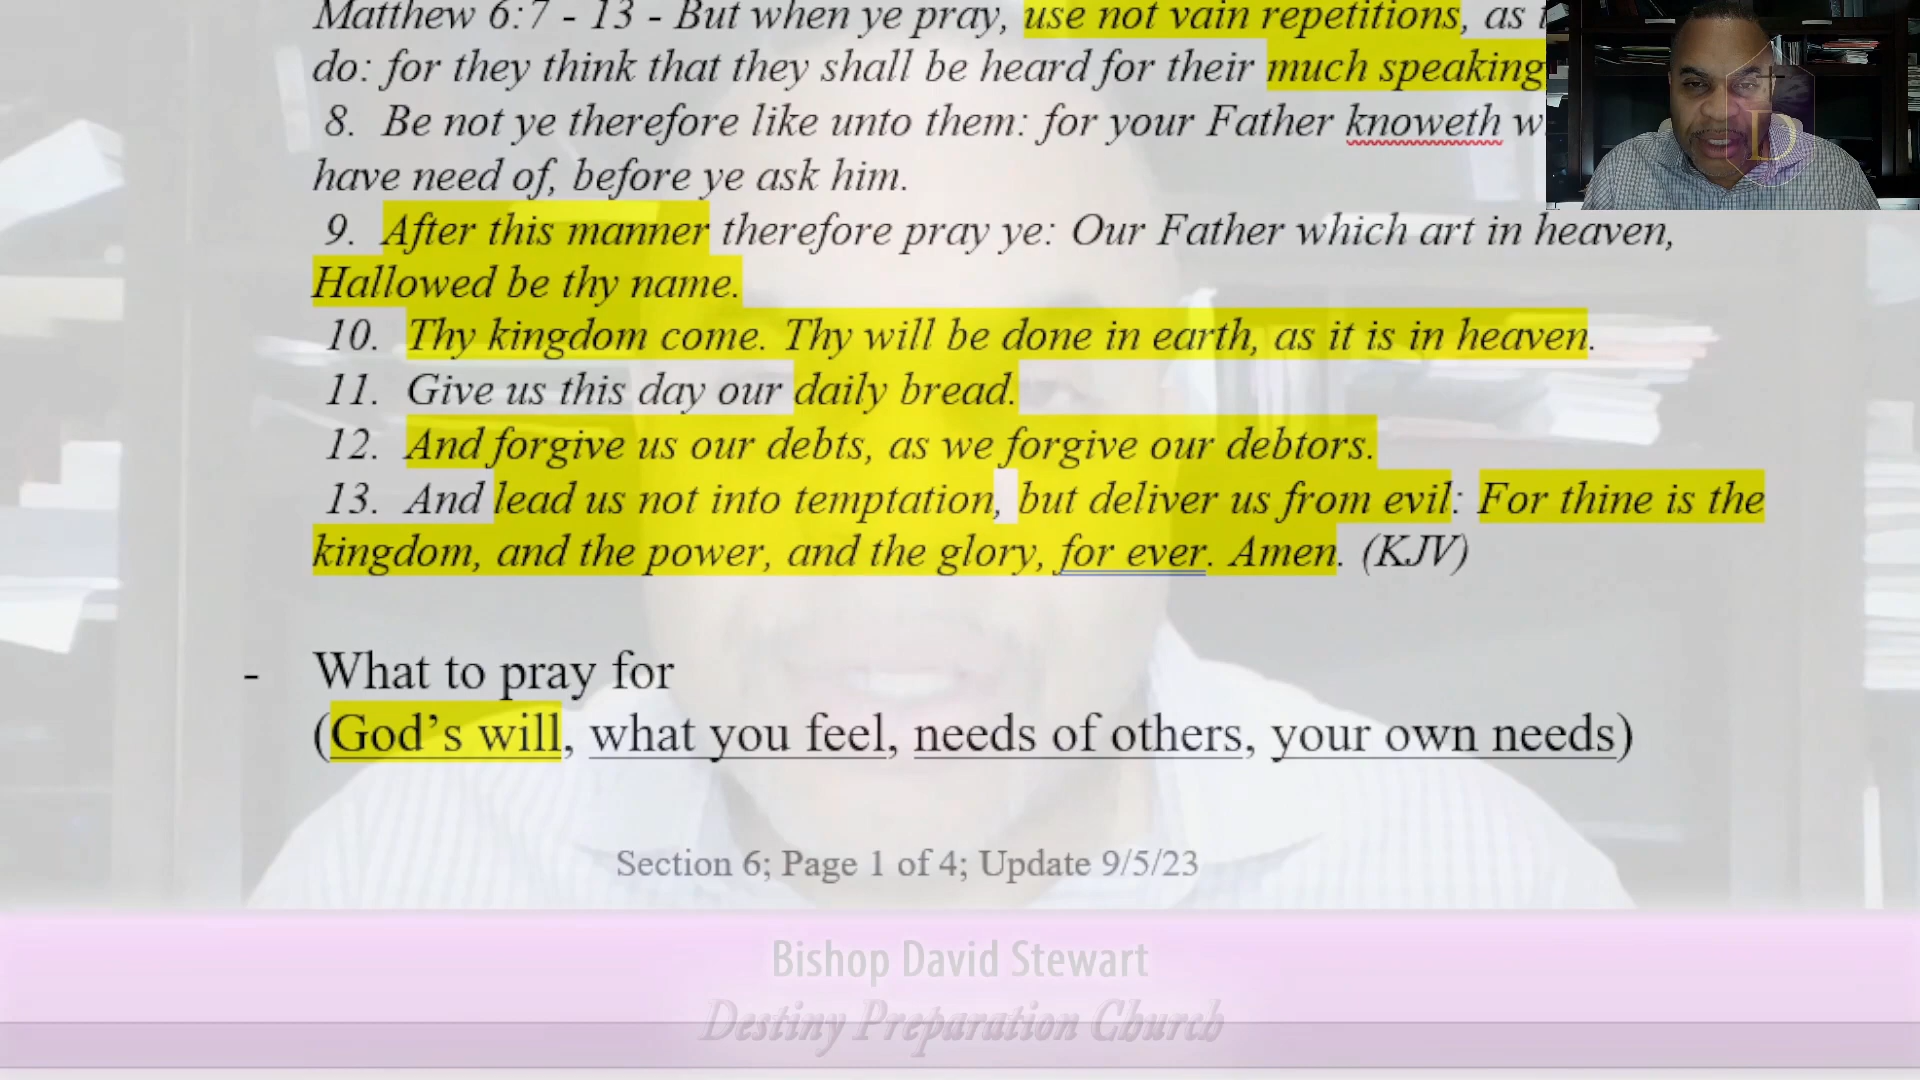 Matthew 6:7 - 13 - But when ye pray, use not vain repetitions, as
do: for they think that they shall be heard for their much speaking
8. Be not ye therefore like unto them: for your Father knoweth w
have need of, before ye ask him.
9. After this manner therefore pray ye: Our Father which art in heaven,
Hallowed be thy name.
10. Thy kingdom come. Thy will be done in earth, as it is in heaven.
11. Give us this day our daily bread.
12. And forgive us our debts, as we forgive our debtors.
13. And lead us not into temptation, but deliver us from evil: For thine is the
kingdom, and the power, and the glory, for ever. Amen. (KJV)
- What to pray for
(God's will, what you feel, needs of others, your own needs)
Section 6; Page 1 of 4; Update 9/5/23
Bishop David Stewart
Destiny Preparation Church
D